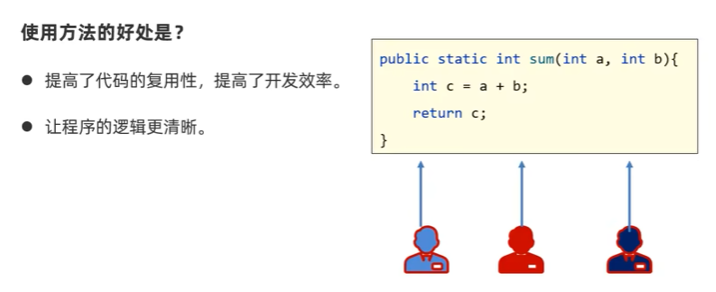 使用方法的好处是？
● 提高了代码的复用性，提高了开发效率。
● 让程序的逻辑更清晰。
public static int sum(int a, int b){
    int c = a + b;
    return c;
}